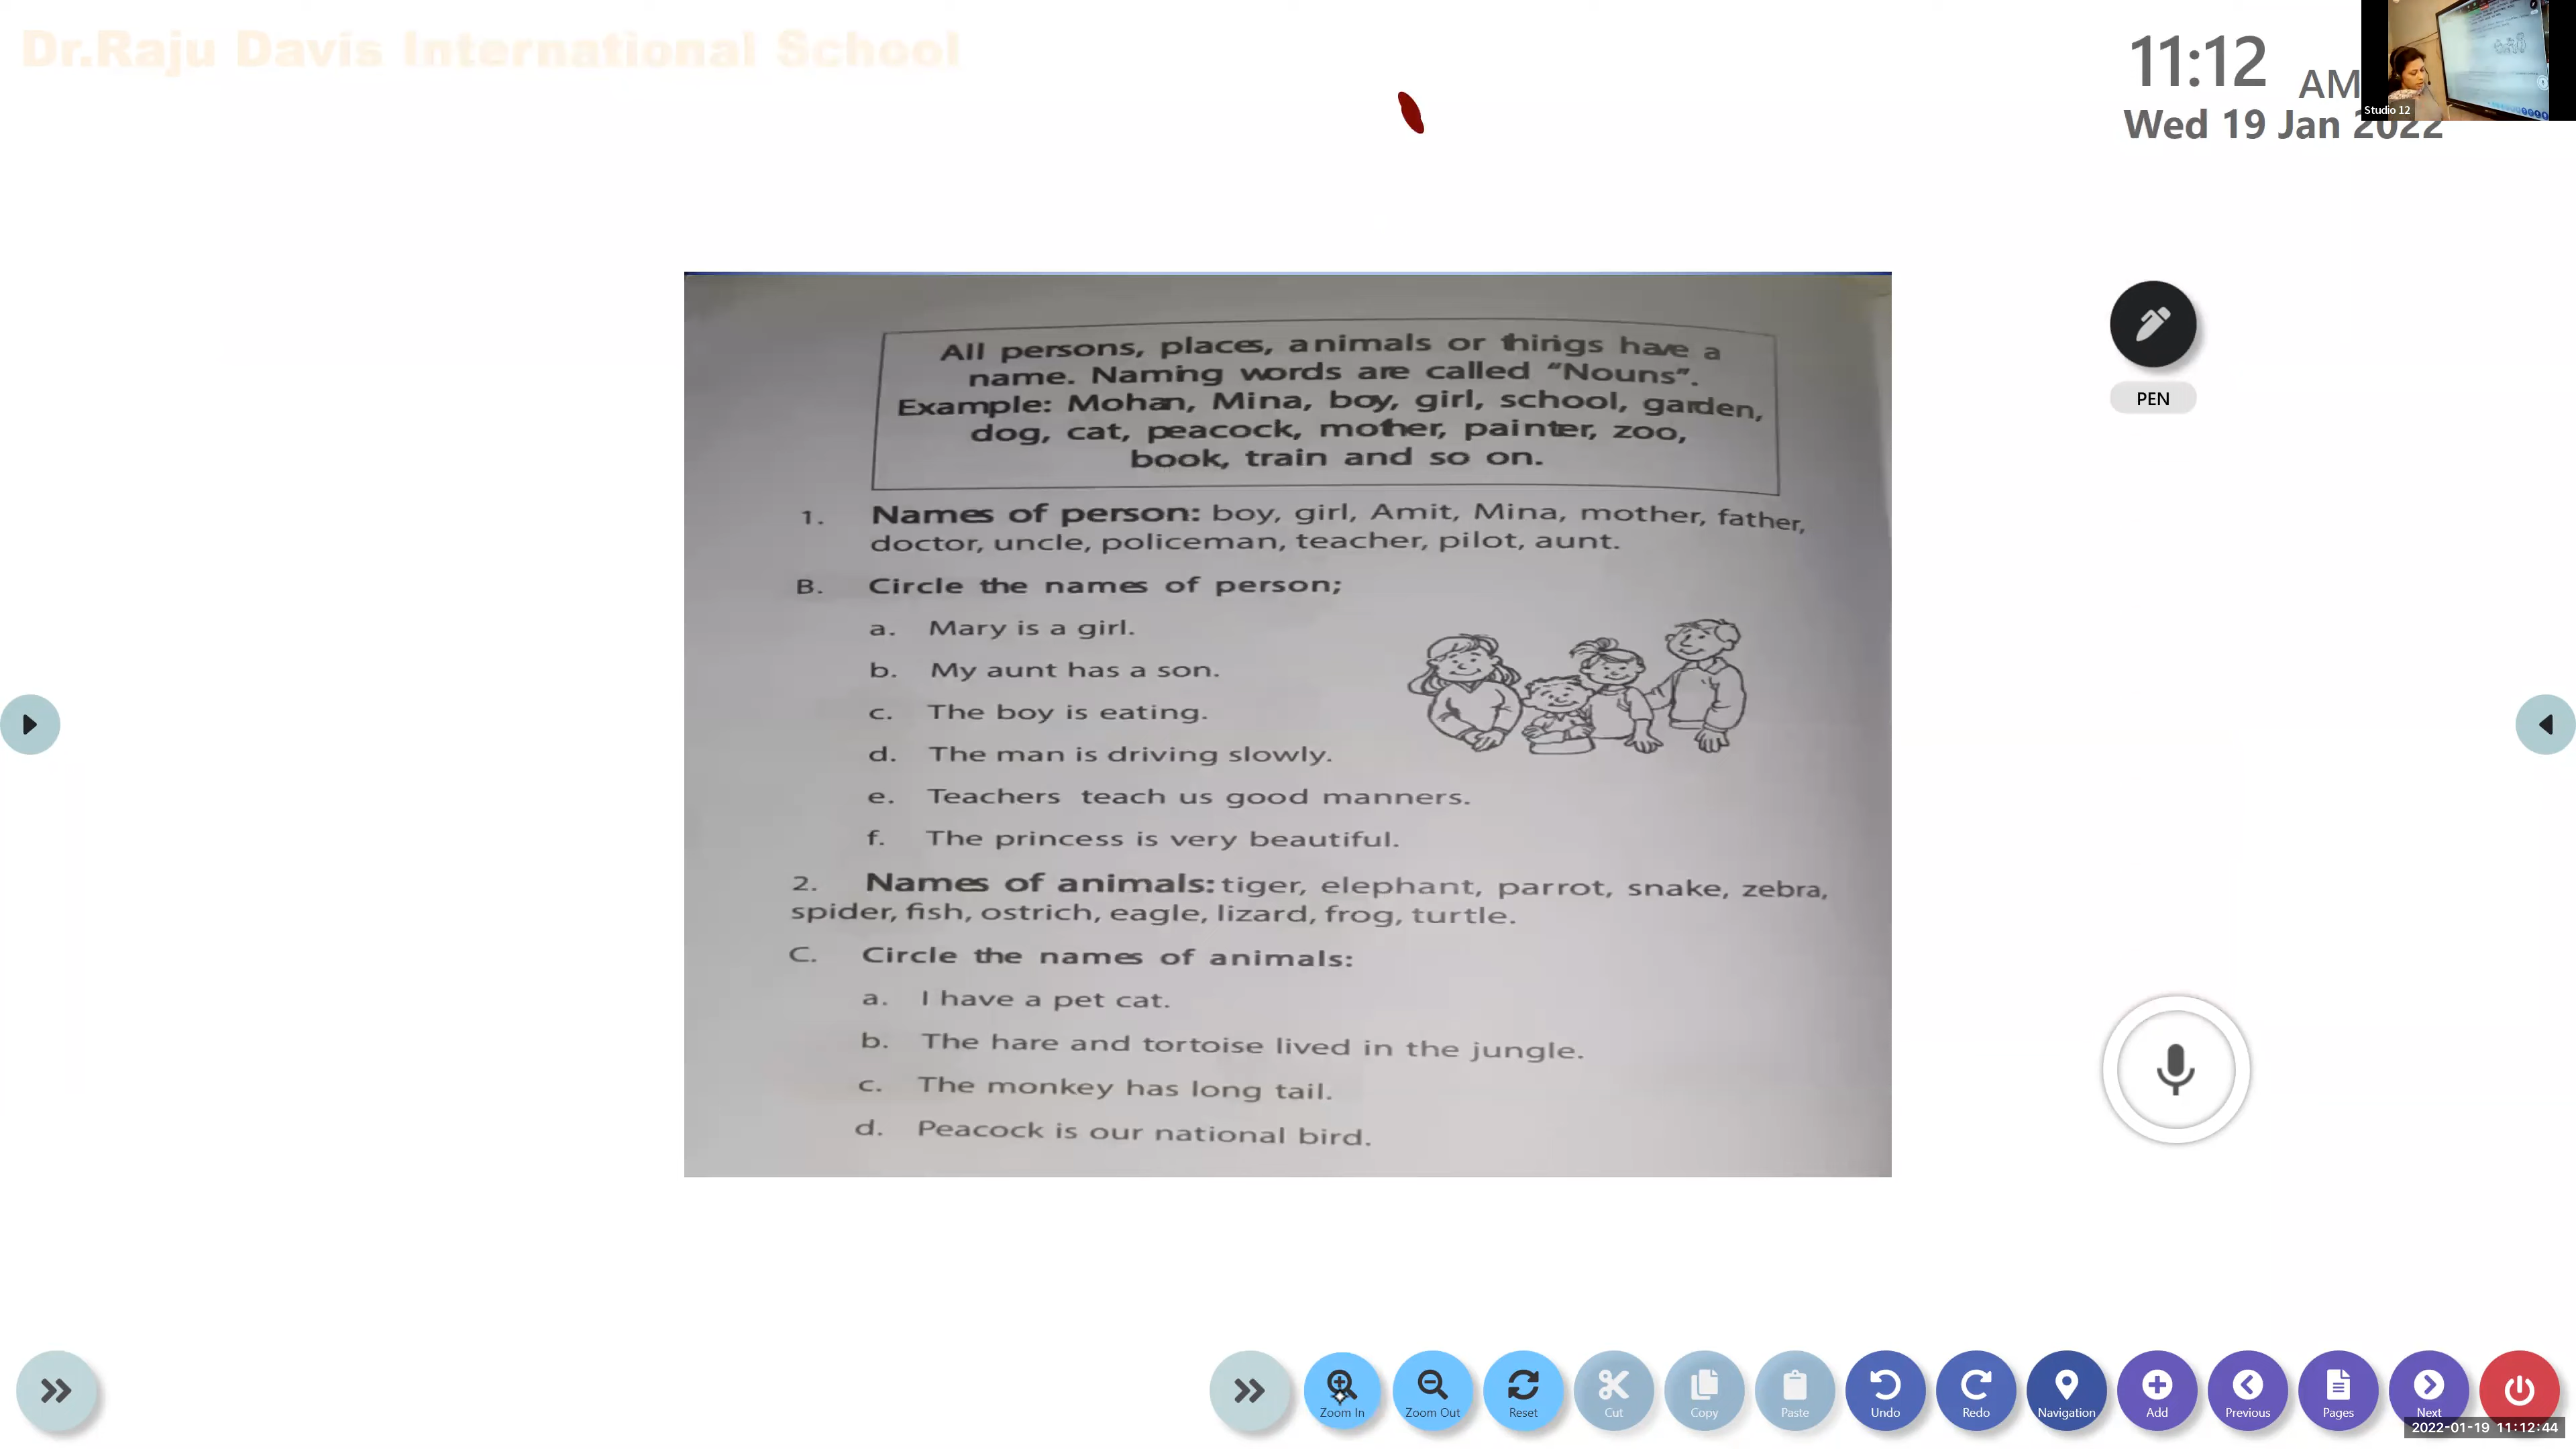 Dr.Raju Davis International School
11:12 AM
Studio 12
Wed 19 Jan 2022
All persons, places, animals or things have a
name. Naming words are called “Nouns”.
Example: Mohan, Mina, boy, girl, school, garden,
dog, cat, peacock, mother, painter, zoo,
book, train and so on.
PEN
1. Names of person: boy, girl, Amit, Mina, mother, father,
doctor, uncle, policeman, teacher, pilot, aunt.
B. Circle the names of person;
a. Mary is a girl.
b. My aunt has a son.
c. The boy is eating.
d. The man is driving slowly.
e. Teachers teach us good manners.
f. The princess is very beautiful.
2. Names of animals: tiger, elephant, parrot, snake, zebra,
spider, fish, ostrich, eagle, lizard, frog, turtle.
C. Circle the names of animals:
a. I have a pet cat.
b. The hare and tortoise lived in the jungle.
c. The monkey has long tail.
d. Peacock is our national bird.
Zoom In Zoom Out Reset Cut Copy Paste Undo Redo Navigation Add Previous Pages Next
2022-01-19 11:12:44